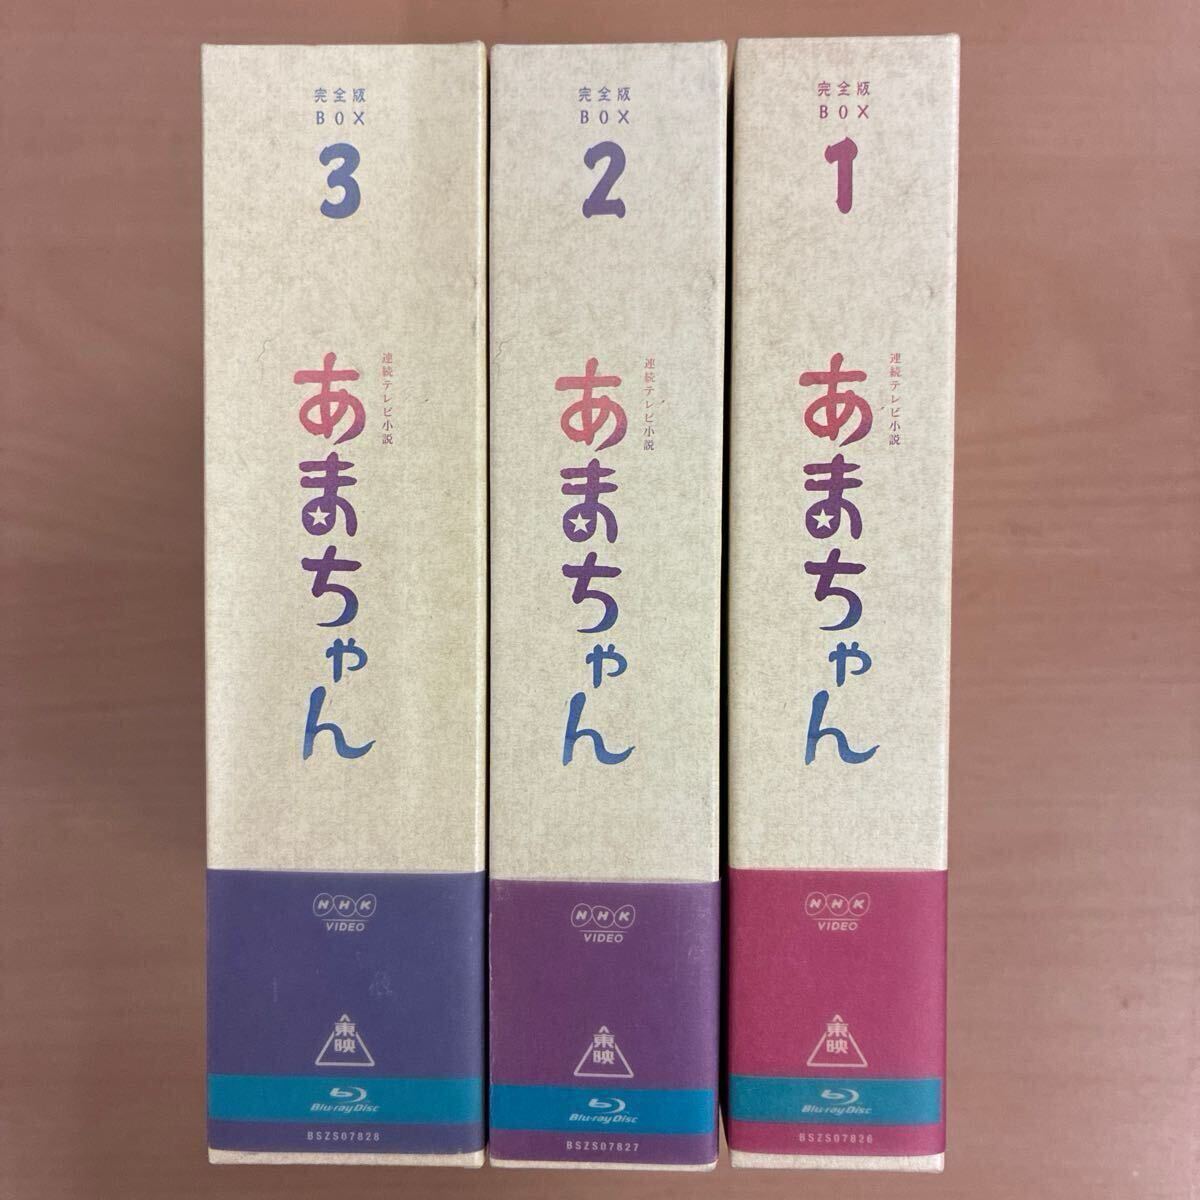 完全版
BOX
3
連続テレビ小説
あまちゃん
NHK
VIDEO
東映
Blu-ray Disc
BSZS07828
完全版
BOX
2
連続テレビ小説
あまちゃん
NHK
VIDEO
東映
Blu-ray Disc
BSZS07827
完全版
BOX
1
連続テレビ小説
あまちゃん
NHK
VIDEO
東映
Blu-ray Disc
BSZS07826